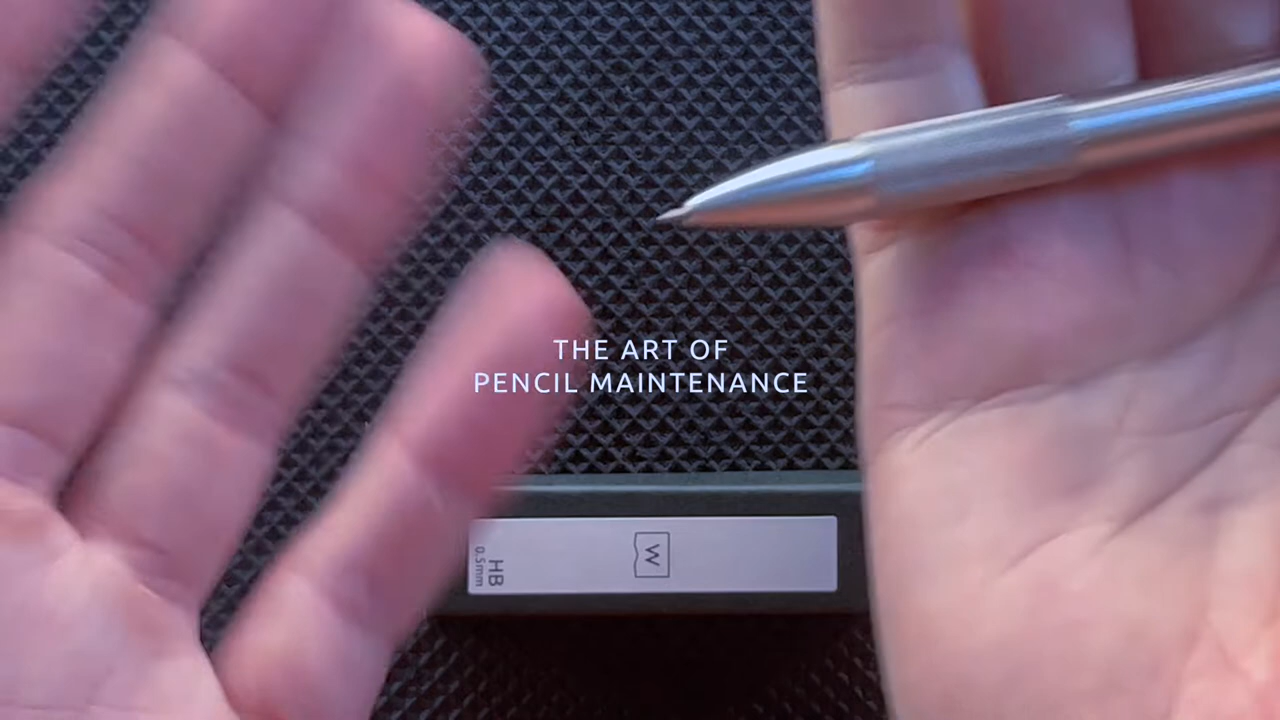 THE ART OF
PENCIL MAINTENANCE
W
HB
0.5mm